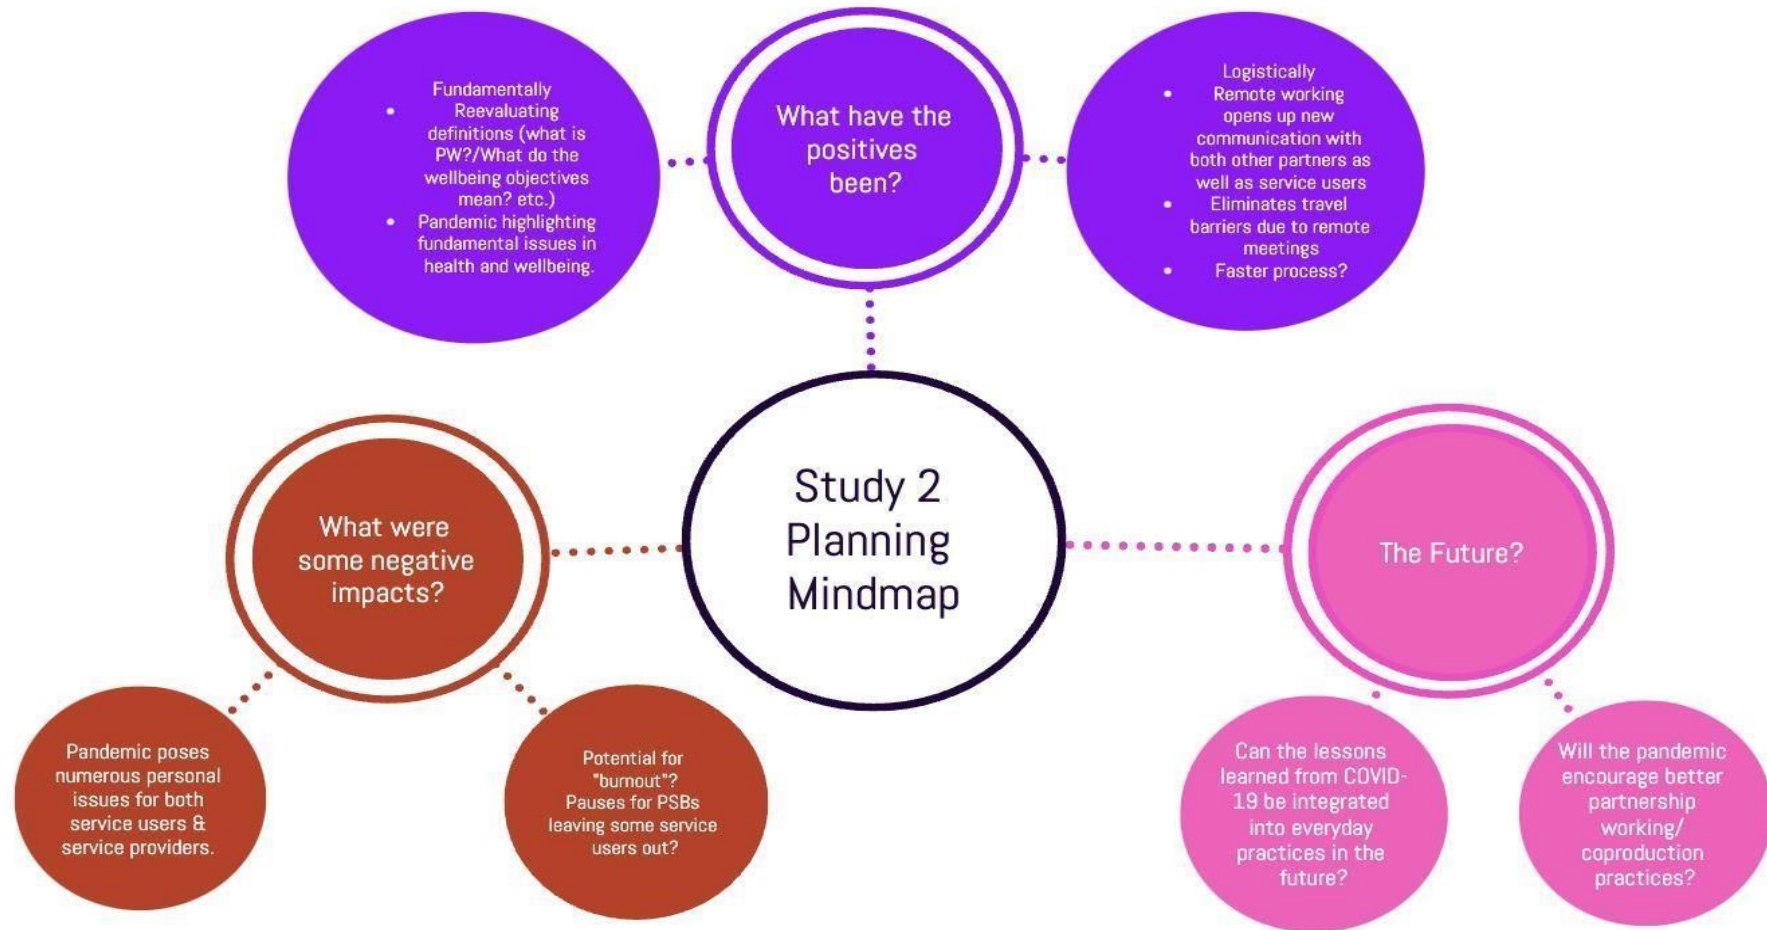 Fundamentally
• Reevaluating
definitions (what is
PW?/What do the
wellbeing objectives
mean? etc.)
• Pandemic highlighting
fundamental issues in
health and wellbeing.
What have the
positives
been?
Logistically
• Remote working
opens up new
communication with
both other partners as
well as service users
• Eliminates travel
barriers due to remote
meetings
• Faster process?
Study 2
Planning
Mindmap
What were
some negative
impacts?
Pandemic poses
numerous personal
issues for both
service users &
service providers.
Potential for
"burnout"?
Pauses for PSBs
leaving some service
users out?
The Future?
Can the lessons
learned from COVID-
19 be integrated
into everyday
practices in the
future?
Will the pandemic
encourage better
partnership
working/
coproduction
practices?